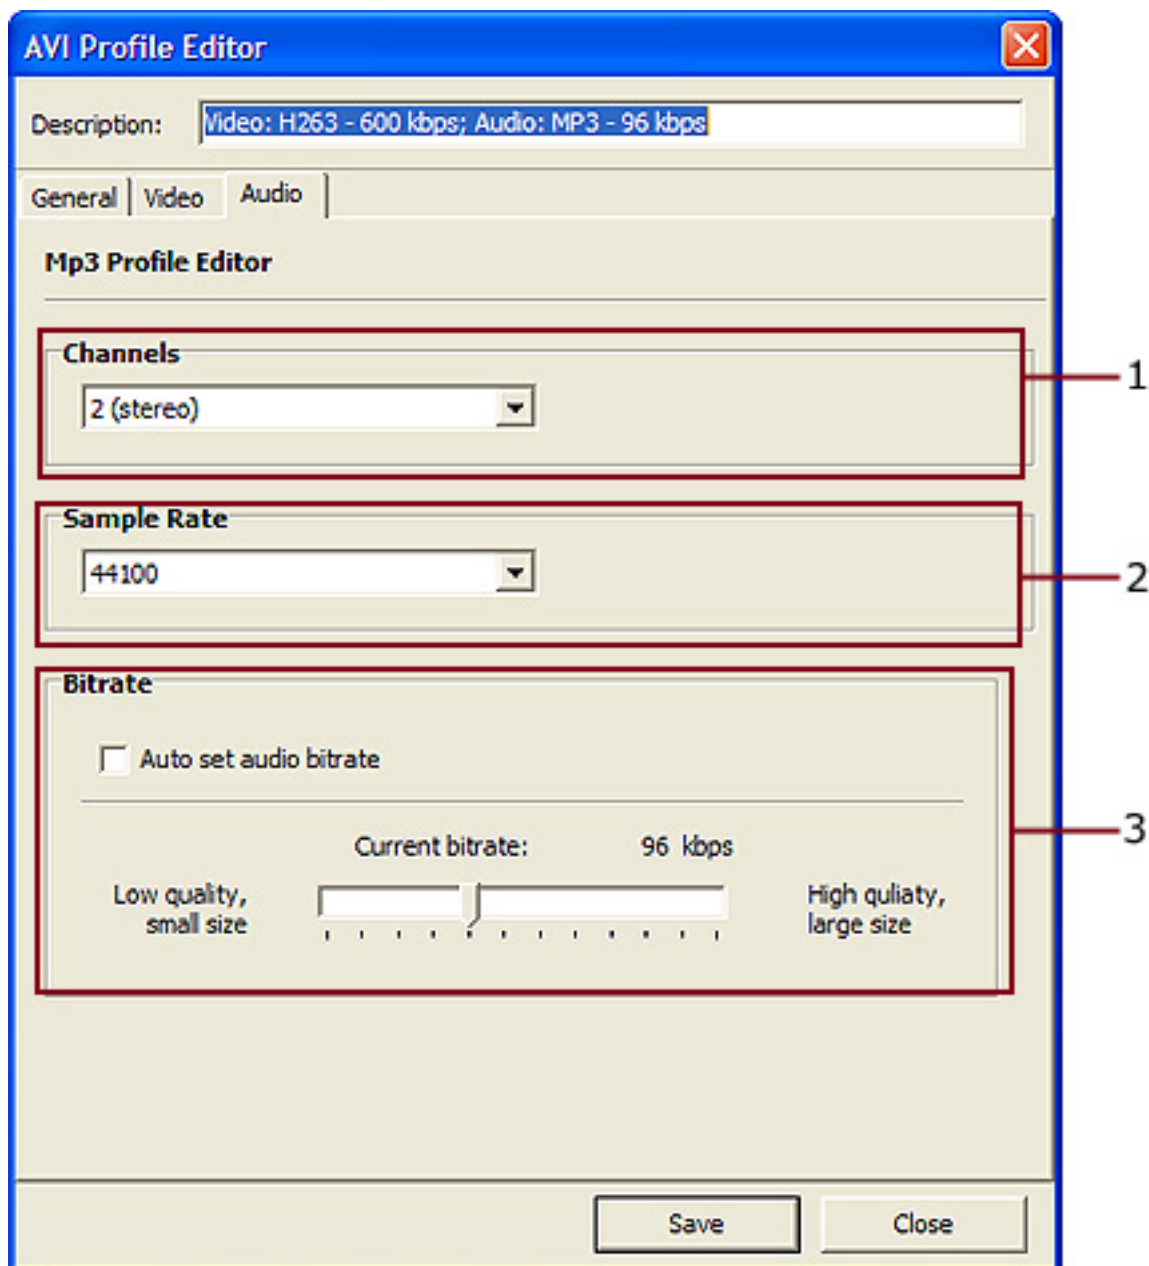 AVI Profile Editor
Description: Video: H263 - 600 kbps; Audio: MP3 - 96 kbps
General Video Audio
Mp3 Profile Editor
Channels
2 (stereo)
1
Sample Rate
44100
2
Bitrate
Auto set audio bitrate
Current bitrate: 96 kbps
3
Low quality,
small size
High quliaty,
large size
Save Close